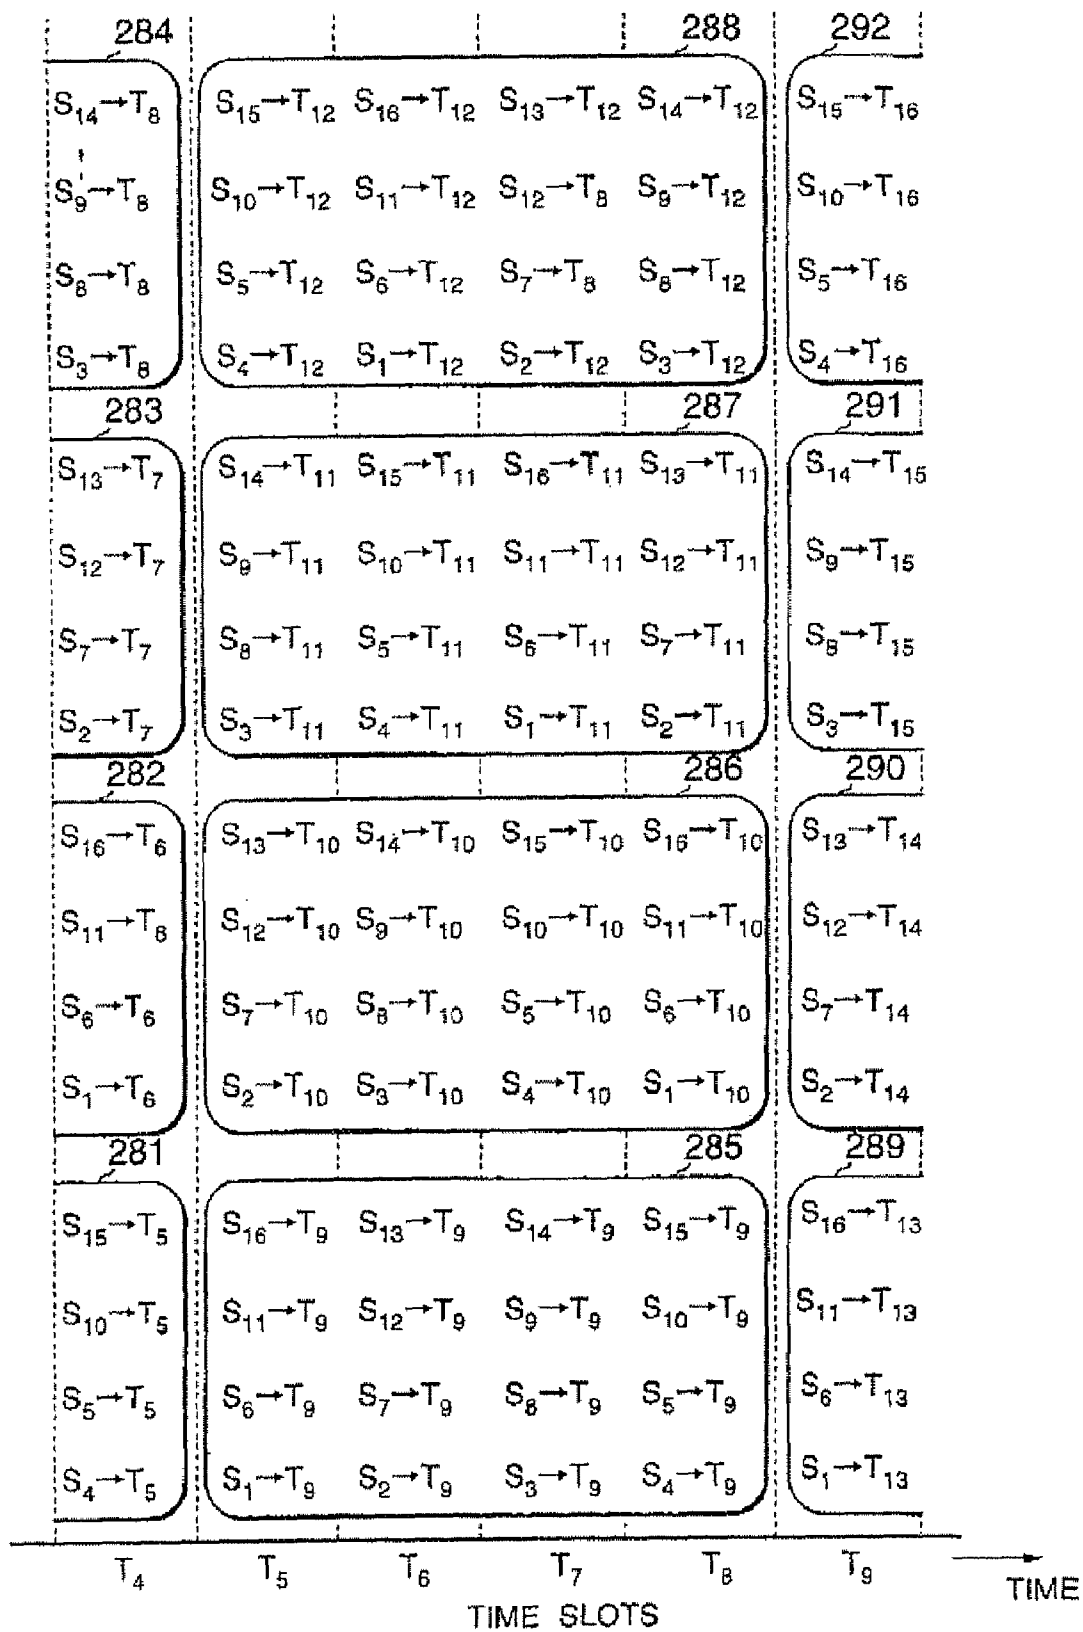 284 288 292
S14→T8 S15→T12 S16→T12 S13→T12 S14→T12 S15→T16
S9→T8 S10→T12 S11→T12 S12→T8 S9→T12 S10→T16
S8→T8 S5→T12 S6→T12 S7→T8 S8→T12 S5→T16
S3→T8 S4→T12 S1→T12 S2→T12 S3→T12 S4→T16
283 287 291
S13→T7 S14→T11 S15→T11 S16→T11 S13→T11 S14→T15
S12→T7 S9→T11 S10→T11 S11→T11 S12→T11 S9→T15
S7→T7 S8→T11 S5→T11 S6→T11 S7→T11 S8→T15
S2→T7 S3→T11 S4→T11 S1→T11 S2→T11 S3→T15
282 286 290
S16→T6 S13→T10 S14→T10 S15→T10 S16→T10 S13→T14
S11→T6 S12→T10 S9→T10 S10→T10 S11→T10 S12→T14
S6→T6 S7→T10 S8→T10 S5→T10 S6→T10 S7→T14
S1→T6 S2→T10 S3→T10 S4→T10 S1→T10 S2→T14
281 285 289
S15→T5 S16→T9 S13→T9 S14→T9 S15→T9 S16→T13
S10→T5 S11→T9 S12→T9 S9→T9 S10→T9 S11→T13
S5→T5 S6→T9 S7→T9 S8→T9 S5→T9 S6→T13
S4→T5 S1→T9 S2→T9 S3→T9 S4→T9 S1→T13
T4 T5 T6 T7 T8 T9
TIME
TIME SLOTS